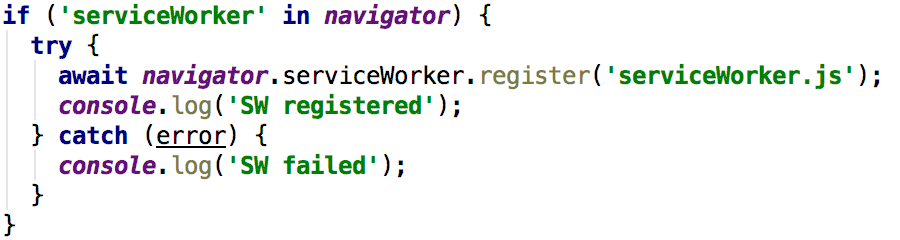 if ('serviceWorker' in navigator) {
  try {
    await navigator.serviceWorker.register('serviceWorker.js');
    console.log('SW registered');
  } catch (error) {
    console.log('SW failed');
  }
}